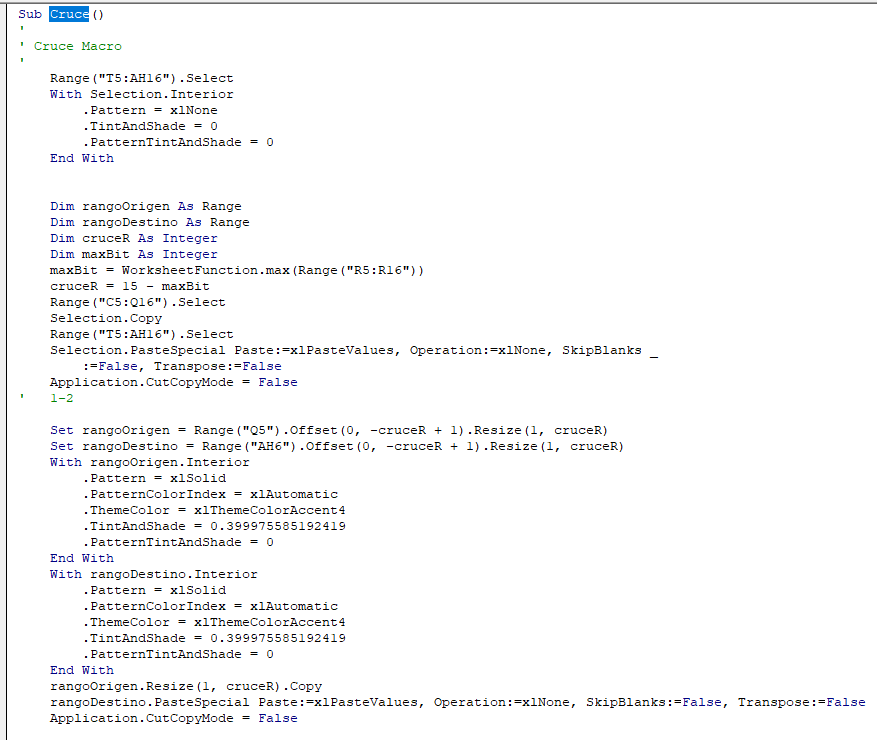 Sub Cruce()
'
' Cruce Macro
'
    Range("T5:AH16").Select
    With Selection.Interior
        .Pattern = xlNone
        .TintAndShade = 0
        .PatternTintAndShade = 0
    End With
    Dim rangoOrigen As Range
    Dim rangoDestino As Range
    Dim cruceR As Integer
    Dim maxBit As Integer
    maxBit = WorksheetFunction.max(Range("R5:R16"))
    cruceR = 15 - maxBit
    Range("C5:Q16").Select
    Selection.Copy
    Range("T5:AH16").Select
    Selection.PasteSpecial Paste:=xlPasteValues, Operation:=xlNone, SkipBlanks _
        :=False, Transpose:=False
    Application.CutCopyMode = False
'   1-2
    Set rangoOrigen = Range("Q5").Offset(0, -cruceR + 1).Resize(1, cruceR)
    Set rangoDestino = Range("AH6").Offset(0, -cruceR + 1).Resize(1, cruceR)
    With rangoOrigen.Interior
        .Pattern = xlSolid
        .PatternColorIndex = xlAutomatic
        .ThemeColor = xlThemeColorAccent4
        .TintAndShade = 0.399975585192419
        .PatternTintAndShade = 0
    End With
    With rangoDestino.Interior
        .Pattern = xlSolid
        .PatternColorIndex = xlAutomatic
        .ThemeColor = xlThemeColorAccent4
        .TintAndShade = 0.399975585192419
        .PatternTintAndShade = 0
    End With
    rangoOrigen.Resize(1, cruceR).Copy
    rangoDestino.PasteSpecial Paste:=xlPasteValues, Operation:=xlNone, SkipBlanks:=False, Transpose:=False
    Application.CutCopyMode = False